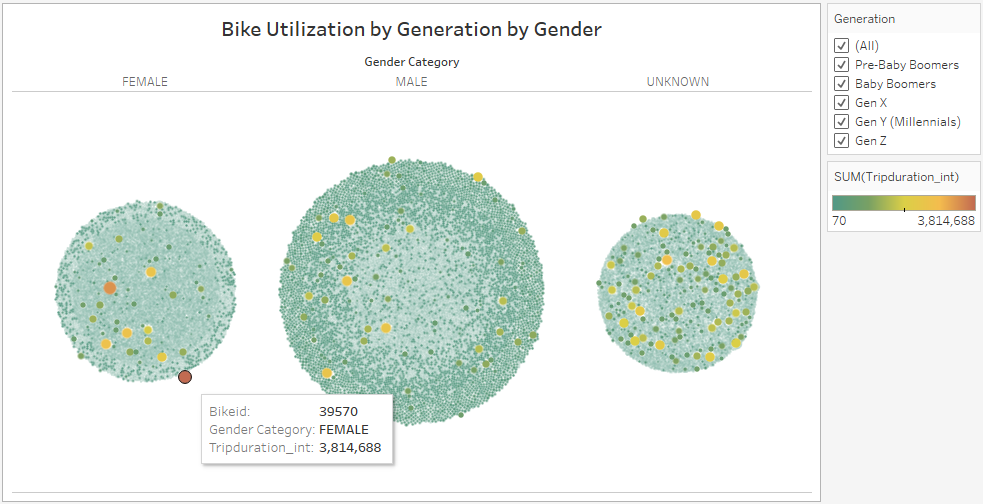 Bike Utilization by Generation by Gender
Gender Category
FEMALE MALE UNKNOWN
Bikeid: 39570
Gender Category: FEMALE
Tripduration_int: 3,814,688
Generation
(All)
Pre-Baby Boomers
Baby Boomers
Gen X
Gen Y (Millennials)
Gen Z
SUM(Tripduration_int)
70 3,814,688